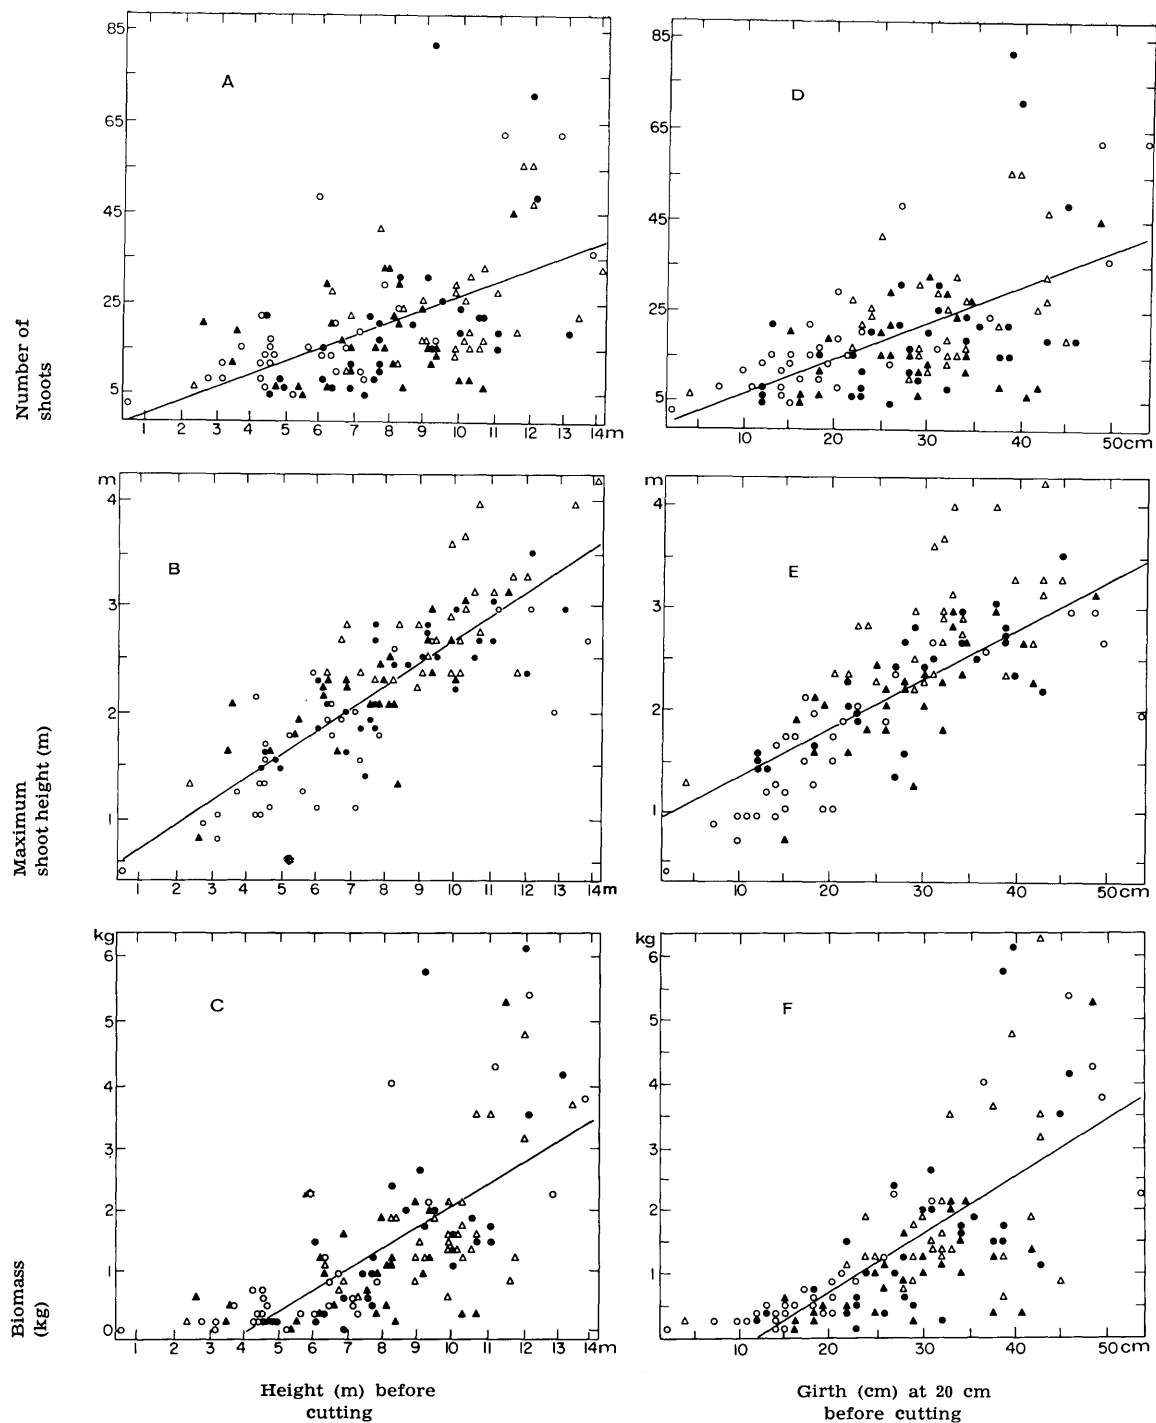 85
65
45
25
5
A
1 2 3 4 5 6 7 8 9 10 11 12 13 14m
Number of
shoots
85
65
45
25
5
D
10 20 30 40 50cm
m
4
3
2
1
B
1 2 3 4 5 6 7 8 9 10 11 12 13 14m
Maximum
shoot height (m)
m
4
3
2
1
E
10 20 30 40 50cm
kg
6
5
4
3
2
1
0
C
1 2 3 4 5 6 7 8 9 10 11 12 13 14m
Biomass
(kg)
Height (m) before
cutting
kg
6
5
4
3
2
1
F
10 20 30 40 50cm
Girth (cm) at 20 cm
before cutting